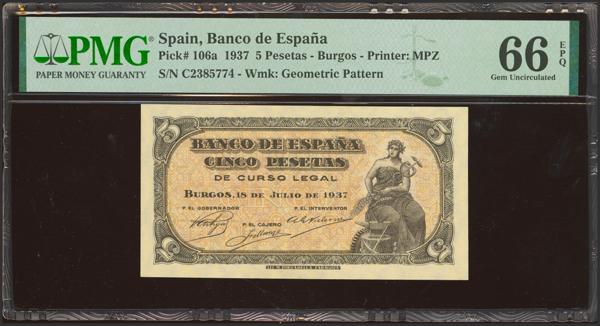 PMG
PAPER MONEY GUARANTY
Spain, Banco de España
Pick# 106a 1937 5 Pesetas - Burgos - Printer: MPZ
S/N C2385774 - Wmk: Geometric Pattern
66 EPQ
Gem Uncirculated
5 5
BANCO DE ESPAÑA
CINCO PESETAS
DE CURSO LEGAL
BURGOS, 18 DE JULIO DE 1937
P. EL GOBERNADOR P. EL INTERVENTOR
P. EL CAJERO
5 5